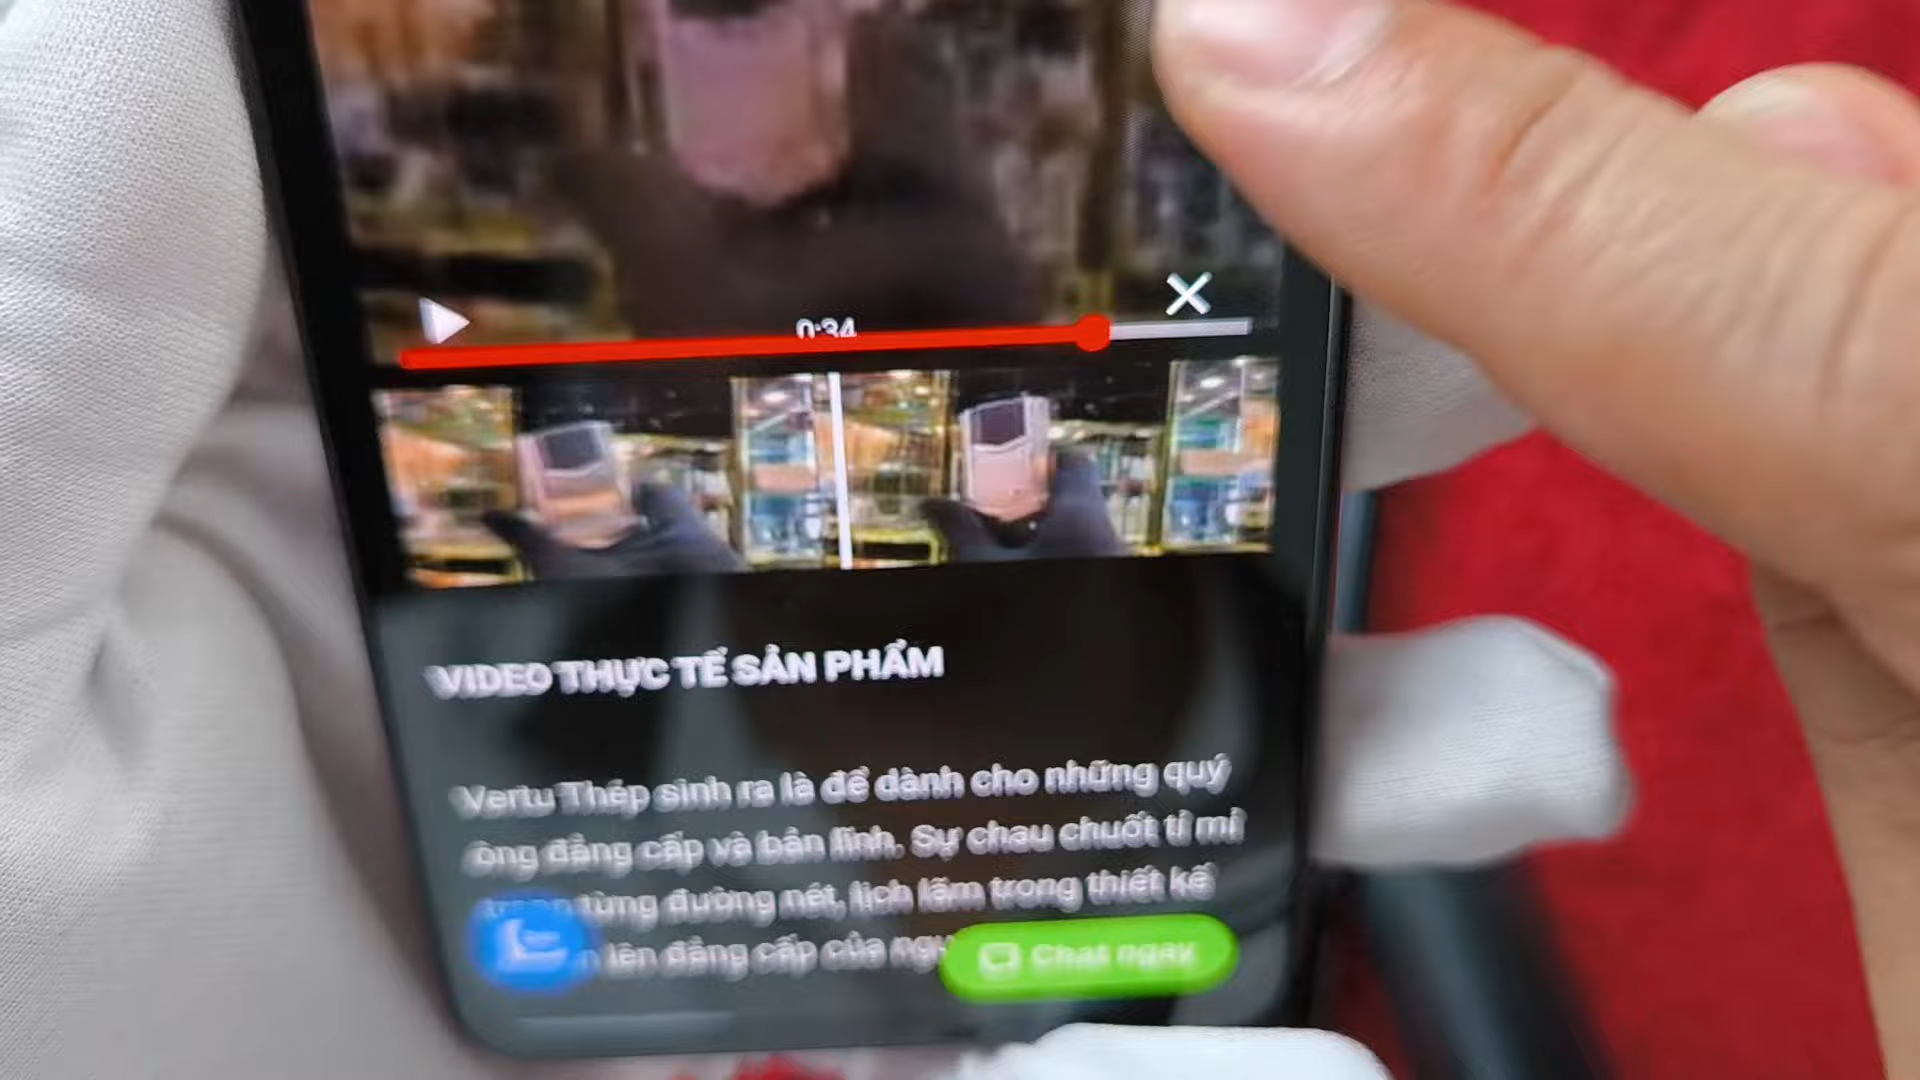 0:34
VIDEO THỰC TẾ SẢN PHẨM
Vertu Thép sinh ra là để dành cho những quý
ông đẳng cấp và bản lĩnh. Sự chau chuốt tỉ mỉ
trong từng đường nét, lịch lãm trong thiết kế
lên đẳng cấp của
Chat ngay